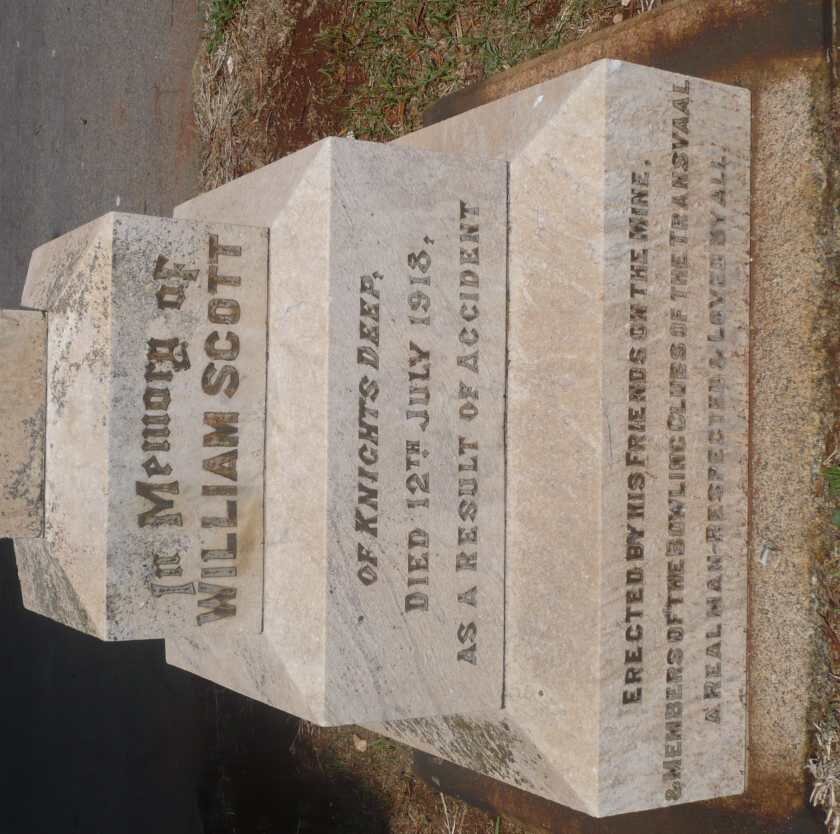 In Memory of
WILLIAM SCOTT
OF KNIGHTS DEEP,
DIED 12TH JULY 1913,
AS A RESULT OF ACCIDENT
ERECTED BY HIS FRIENDS ON THE MINE,
& MEMBERS OF THE BOWLING CLUBS OF THE TRANSVAAL
A REAL MAN-RESPECTED & LOVED BY ALL.